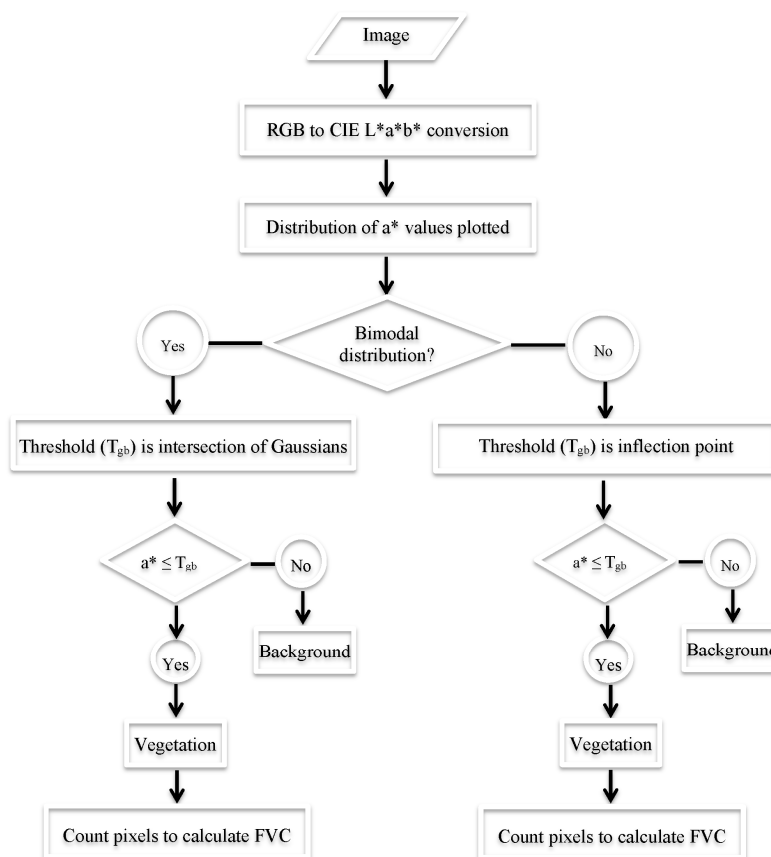 Image
RGB to CIE L*a*b* conversion
Distribution of a* values plotted
Bimodal
distribution?
Yes
No
Threshold (Tgb) is intersection of Gaussians
Threshold (Tgb) is inflection point
a* ≤ Tgb
No
a* ≤ Tgb
No
Yes
Background
Yes
Background
Vegetation
Vegetation
Count pixels to calculate FVC
Count pixels to calculate FVC